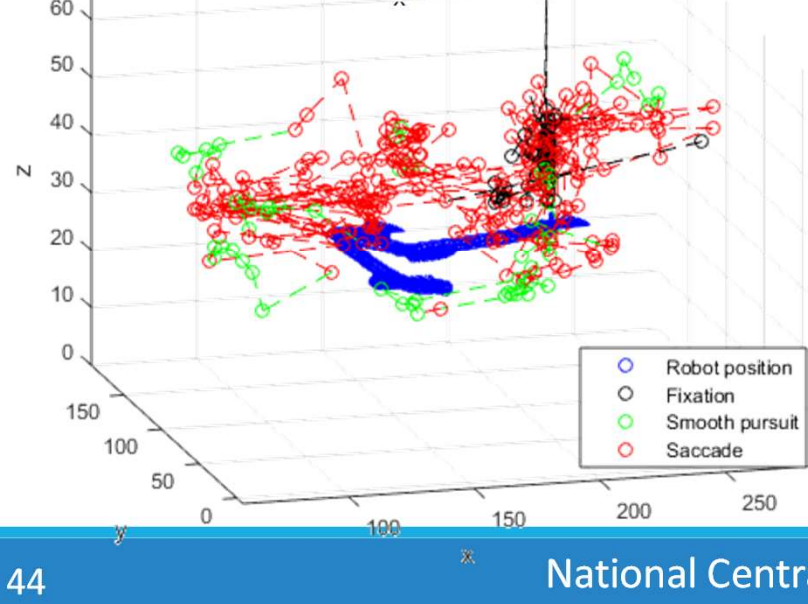 60
50
40
30
20
10
0
z
150
100
50
0
y
100
150
200
250
x
x
Robot position
Fixation
Smooth pursuit
Saccade
44
National Centr